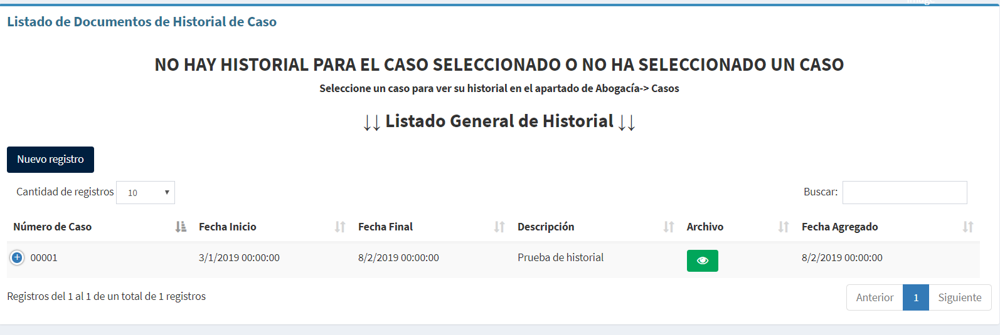 Listado de Documentos de Historial de Caso
NO HAY HISTORIAL PARA EL CASO SELECCIONADO O NO HA SELECCIONADO UN CASO
Seleccione un caso para ver su historial en el apartado de Abogacía-> Casos
↓↓ Listado General de Historial ↓↓
Nuevo registro
Cantidad de registros 10 Buscar:
Número de Caso Fecha Inicio Fecha Final Descripción Archivo Fecha Agregado
00001 3/1/2019 00:00:00 8/2/2019 00:00:00 Prueba de historial 8/2/2019 00:00:00
Registros del 1 al 1 de un total de 1 registros
Anterior 1 Siguiente